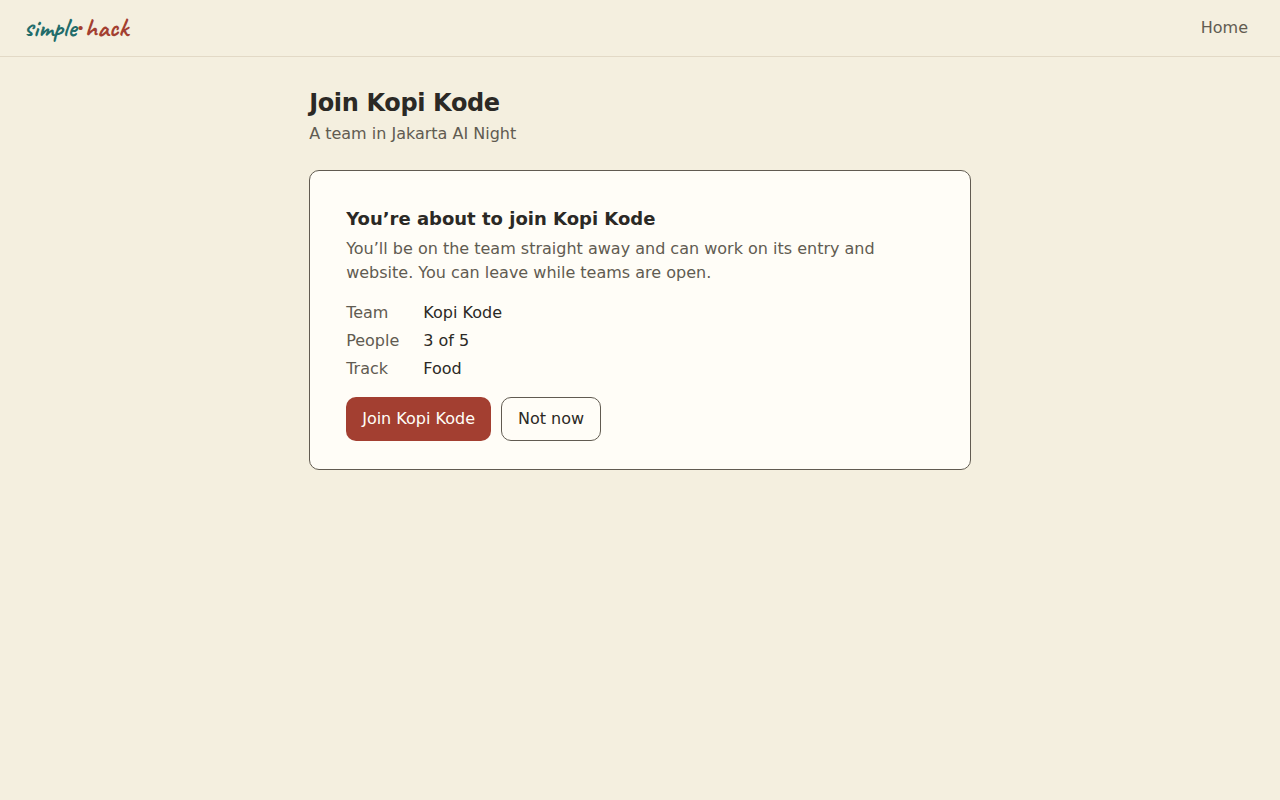 simple·hack
Home
Join Kopi Kode
A team in Jakarta AI Night
You’re about to join Kopi Kode
You’ll be on the team straight away and can work on its entry and
website. You can leave while teams are open.
Team Kopi Kode
People 3 of 5
Track Food
Join Kopi Kode
Not now